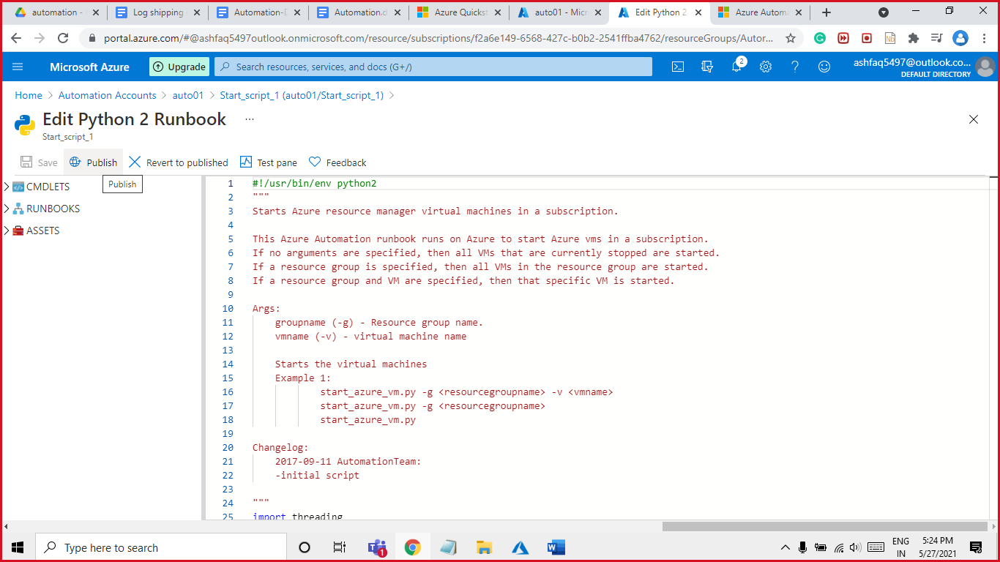 automation -
Log shipping
Automation-D
Automation.d
Azure Quickst
auto01 - Micr
Edit Python 2
Azure Autom
portal.azure.com/#@ashfaq5497outlook.onmicrosoft.com/resource/subscriptions/f2a6e149-6568-427c-b0b2-2541ffba4762/resourceGroups/Autor...
Nb
Microsoft Azure
Upgrade
Search resources, services, and docs (G+/)
2
ashfaq5497@outlook.co...
DEFAULT DIRECTORY
Home > Automation Accounts > auto01 > Start_script_1 (auto01/Start_script_1) >
Edit Python 2 Runbook ...
Start_script_1
Save Publish Revert to published Test pane Feedback
Publish
CMDLETS
RUNBOOKS
ASSETS
1 #!/usr/bin/env python2
2 """
3 Starts Azure resource manager virtual machines in a subscription.
4
5 This Azure Automation runbook runs on Azure to start Azure vms in a subscription.
6 If no arguments are specified, then all VMs that are currently stopped are started.
7 If a resource group is specified, then all VMs in the resource group are started.
8 If a resource group and VM are specified, then that specific VM is started.
9
10 Args:
11 groupname (-g) - Resource group name.
12 vmname (-v) - virtual machine name
13
14 Starts the virtual machines
15 Example 1:
16 start_azure_vm.py -g <resourcegroupname> -v <vmname>
17 start_azure_vm.py -g <resourcegroupname>
18 start_azure_vm.py
19
20 Changelog:
21 2017-09-11 AutomationTeam:
22 -initial script
23
24 """
25 import threading
Type here to search
1
ENG
IN
5:24 PM
5/27/2021